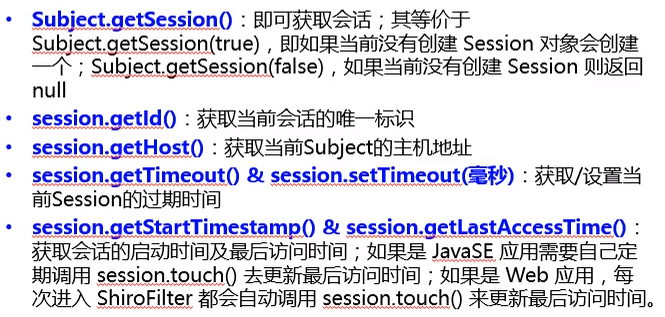 • Subject.getSession()：即可获取会话；其等价于
Subject.getSession(true)，即如果当前没有创建 Session 对象会创建
一个；Subject.getSession(false)，如果当前没有创建 Session 则返回
null
• session.getId()：获取当前会话的唯一标识
• session.getHost()：获取当前Subject的主机地址
• session.getTimeout() & session.setTimeout(毫秒)：获取/设置当
前Session的过期时间
• session.getStartTimestamp() & session.getLastAccessTime()：
获取会话的启动时间及最后访问时间；如果是 JavaSE 应用需要自己定
期调用 session.touch() 去更新最后访问时间；如果是 Web 应用，每
次进入 ShiroFilter 都会自动调用 session.touch() 来更新最后访问时间。